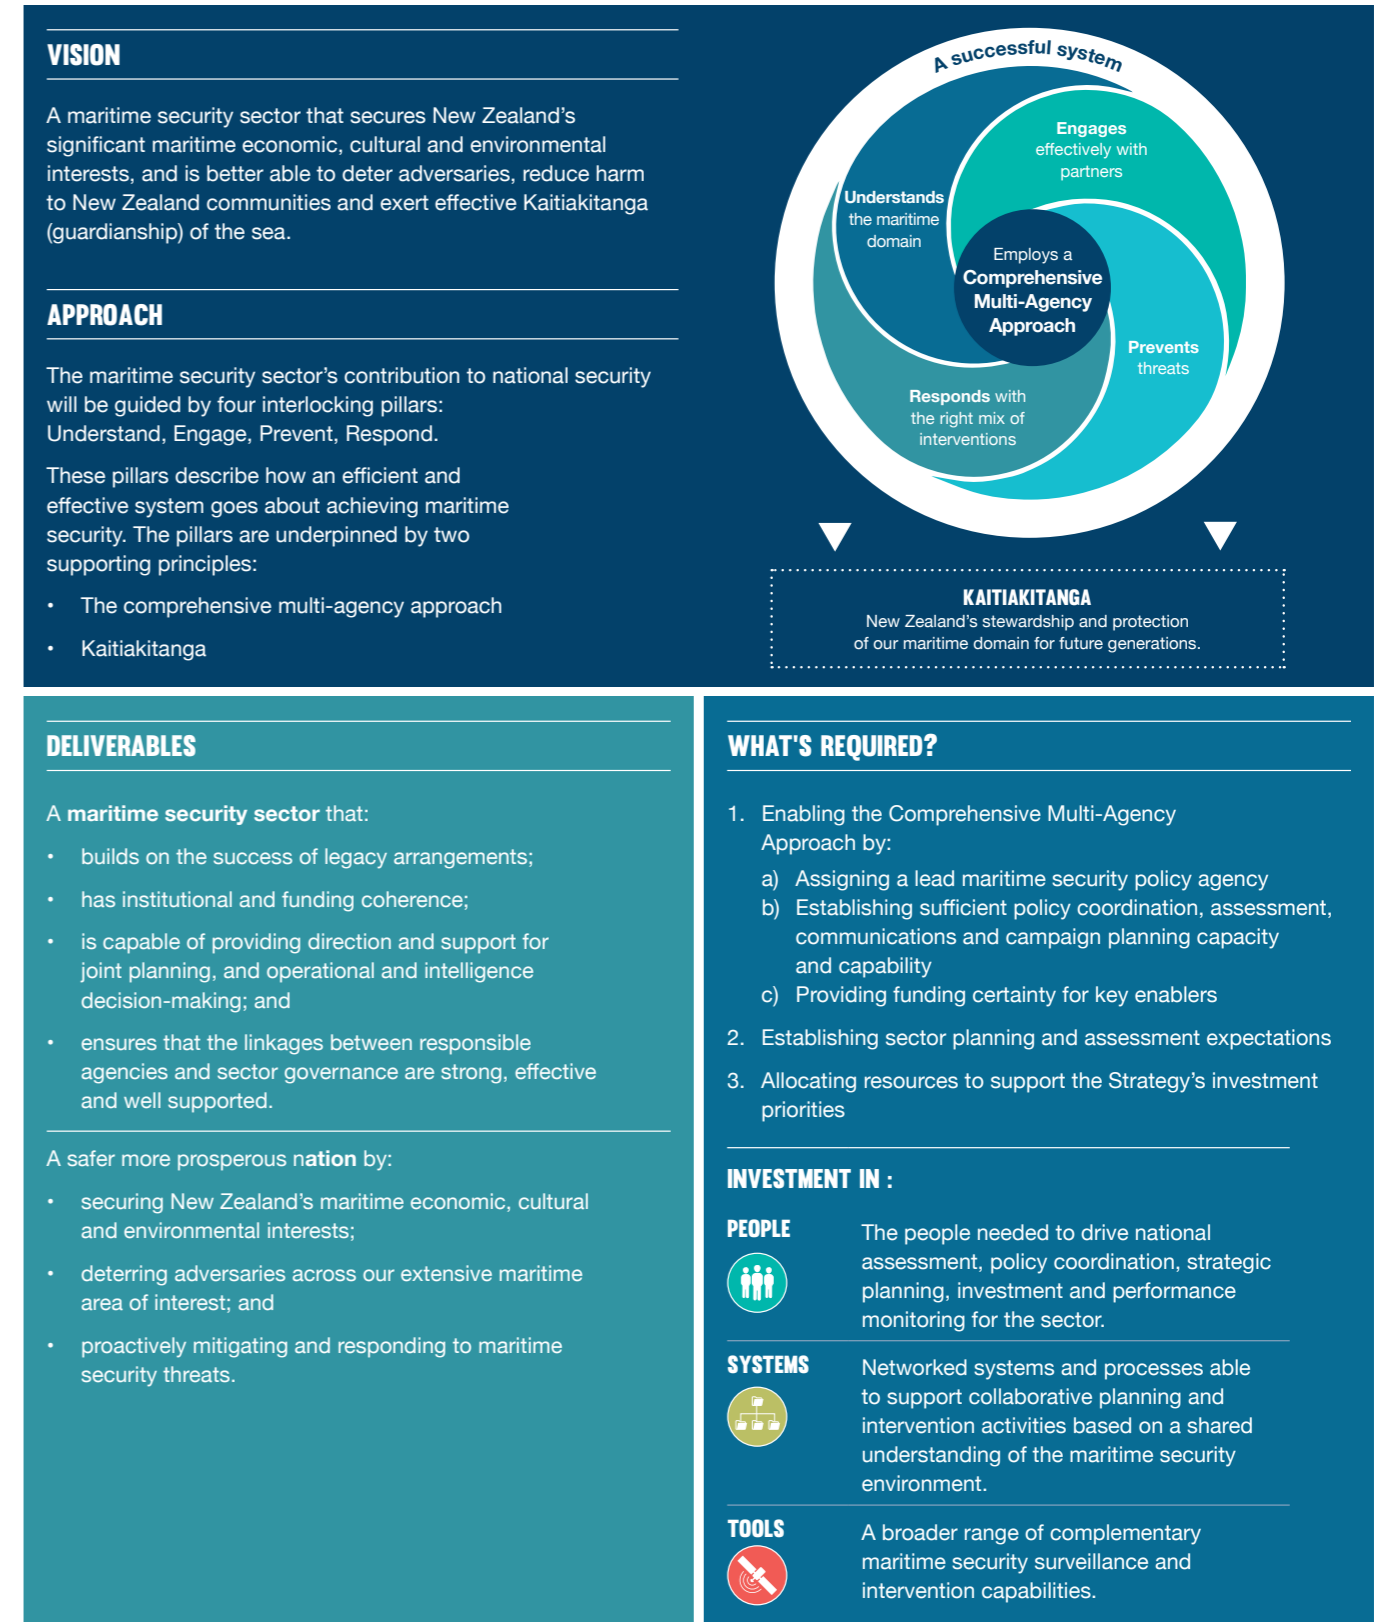 VISION
A maritime security sector that secures New Zealand's
significant maritime economic, cultural and environmental
interests, and is better able to deter adversaries, reduce harm
to New Zealand communities and exert effective Kaitiakitanga
(guardianship) of the sea.
APPROACH
The maritime security sector's contribution to national security
will be guided by four interlocking pillars:
Understand, Engage, Prevent, Respond.
These pillars describe how an efficient and
effective system goes about achieving maritime
security. The pillars are underpinned by two
supporting principles:
• The comprehensive multi-agency approach
• Kaitiakitanga
A successful system
Engages
effectively with
partners
Understands
the maritime
domain
Employs a
Comprehensive
Multi-Agency
Approach
Prevents
threats
Responds with
the right mix of
interventions
KAITIAKITANGA
New Zealand's stewardship and protection
of our maritime domain for future generations.
DELIVERABLES
A maritime security sector that:
• builds on the success of legacy arrangements;
• has institutional and funding coherence;
• is capable of providing direction and support for
joint planning, and operational and intelligence
decision-making; and
• ensures that the linkages between responsible
agencies and sector governance are strong, effective
and well supported.
A safer more prosperous nation by:
• securing New Zealand's maritime economic, cultural
and environmental interests;
• deterring adversaries across our extensive maritime
area of interest; and
• proactively mitigating and responding to maritime
security threats.
WHAT'S REQUIRED?
1. Enabling the Comprehensive Multi-Agency
Approach by:
a) Assigning a lead maritime security policy agency
b) Establishing sufficient policy coordination, assessment,
communications and campaign planning capacity
and capability
c) Providing funding certainty for key enablers
2. Establishing sector planning and assessment expectations
3. Allocating resources to support the Strategy's investment
priorities
INVESTMENT IN :
PEOPLE
The people needed to drive national
assessment, policy coordination, strategic
planning, investment and performance
monitoring for the sector.
SYSTEMS
Networked systems and processes able
to support collaborative planning and
intervention activities based on a shared
understanding of the maritime security
environment.
TOOLS
A broader range of complementary
maritime security surveillance and
intervention capabilities.